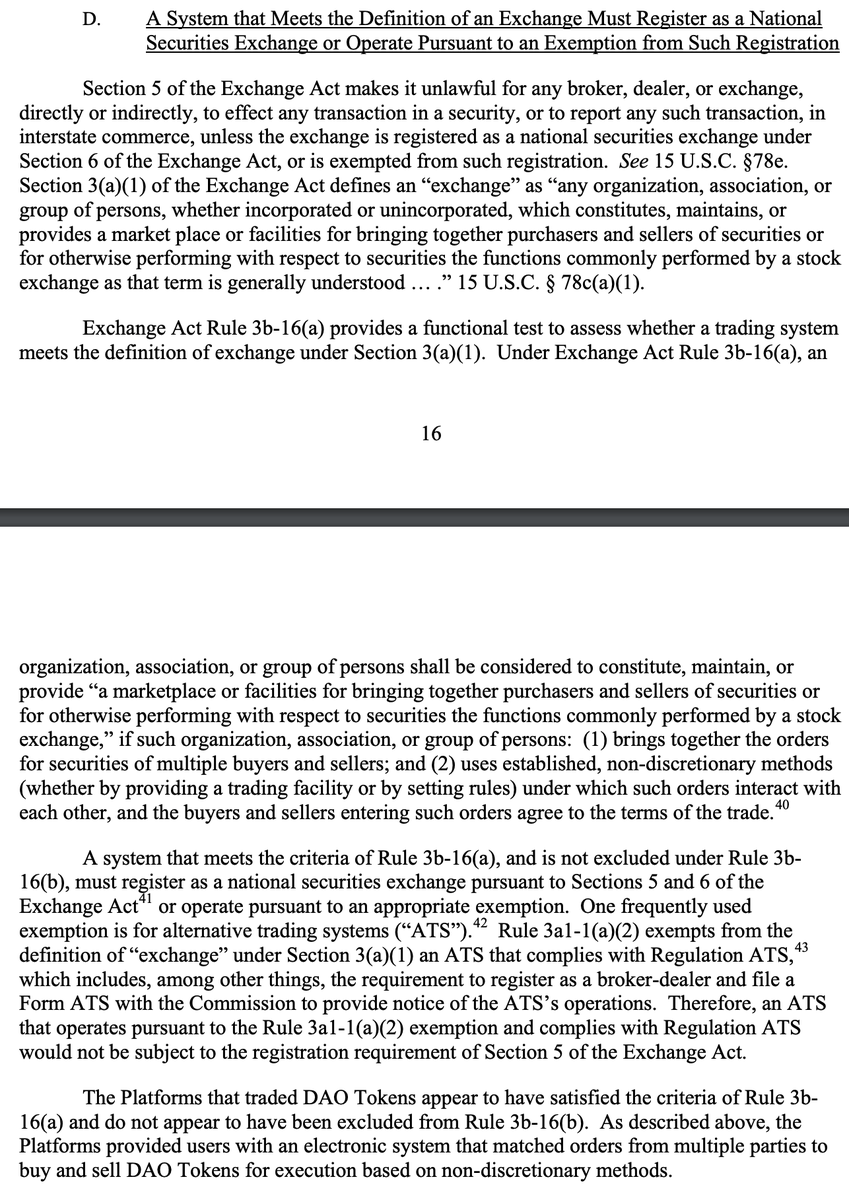 D. A System that Meets the Definition of an Exchange Must Register as a National
Securities Exchange or Operate Pursuant to an Exemption from Such Registration
Section 5 of the Exchange Act makes it unlawful for any broker, dealer, or exchange,
directly or indirectly, to effect any transaction in a security, or to report any such transaction, in
interstate commerce, unless the exchange is registered as a national securities exchange under
Section 6 of the Exchange Act, or is exempted from such registration. See 15 U.S.C. §78e.
Section 3(a)(1) of the Exchange Act defines an “exchange” as “any organization, association, or
group of persons, whether incorporated or unincorporated, which constitutes, maintains, or
provides a market place or facilities for bringing together purchasers and sellers of securities or
for otherwise performing with respect to securities the functions commonly performed by a stock
exchange as that term is generally understood … .” 15 U.S.C. § 78c(a)(1).
Exchange Act Rule 3b-16(a) provides a functional test to assess whether a trading system
meets the definition of exchange under Section 3(a)(1). Under Exchange Act Rule 3b-16(a), an
16
organization, association, or group of persons shall be considered to constitute, maintain, or
provide “a marketplace or facilities for bringing together purchasers and sellers of securities or
for otherwise performing with respect to securities the functions commonly performed by a stock
exchange,” if such organization, association, or group of persons: (1) brings together the orders
for securities of multiple buyers and sellers; and (2) uses established, non-discretionary methods
(whether by providing a trading facility or by setting rules) under which such orders interact with
each other, and the buyers and sellers entering such orders agree to the terms of the trade.40
A system that meets the criteria of Rule 3b-16(a), and is not excluded under Rule 3b-
16(b), must register as a national securities exchange pursuant to Sections 5 and 6 of the
Exchange Act41 or operate pursuant to an appropriate exemption. One frequently used
exemption is for alternative trading systems (“ATS”).42 Rule 3a1-1(a)(2) exempts from the
definition of “exchange” under Section 3(a)(1) an ATS that complies with Regulation ATS,43
which includes, among other things, the requirement to register as a broker-dealer and file a
Form ATS with the Commission to provide notice of the ATS’s operations. Therefore, an ATS
that operates pursuant to the Rule 3a1-1(a)(2) exemption and complies with Regulation ATS
would not be subject to the registration requirement of Section 5 of the Exchange Act.
The Platforms that traded DAO Tokens appear to have satisfied the criteria of Rule 3b-
16(a) and do not appear to have been excluded from Rule 3b-16(b). As described above, the
Platforms provided users with an electronic system that matched orders from multiple parties to
buy and sell DAO Tokens for execution based on non-discretionary methods.